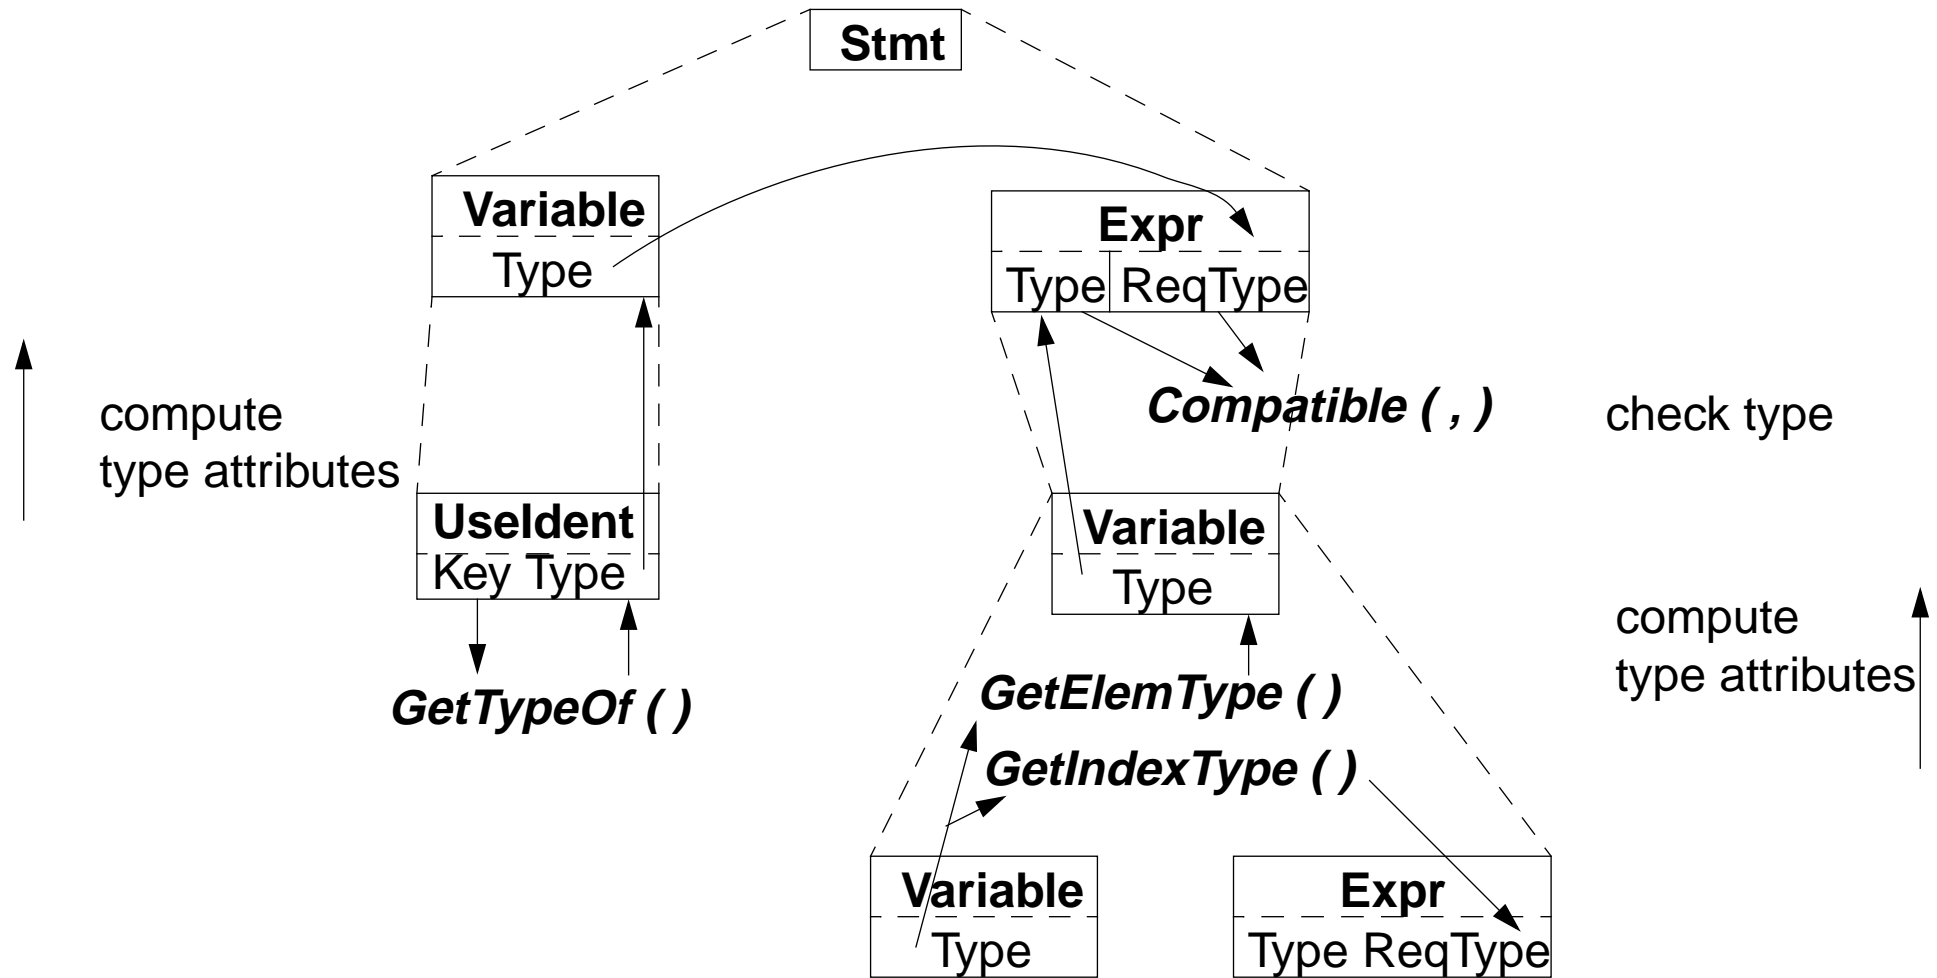 Stmt
Variable
Type
Expr
Type ReqType
Compatible ( , )
check type
compute
type attributes
UseIdent
Key Type
GetTypeOf ( )
Variable
Type
GetElemType ( )
GetIndexType ( )
compute
type attributes
Variable
Type
Expr
Type ReqType